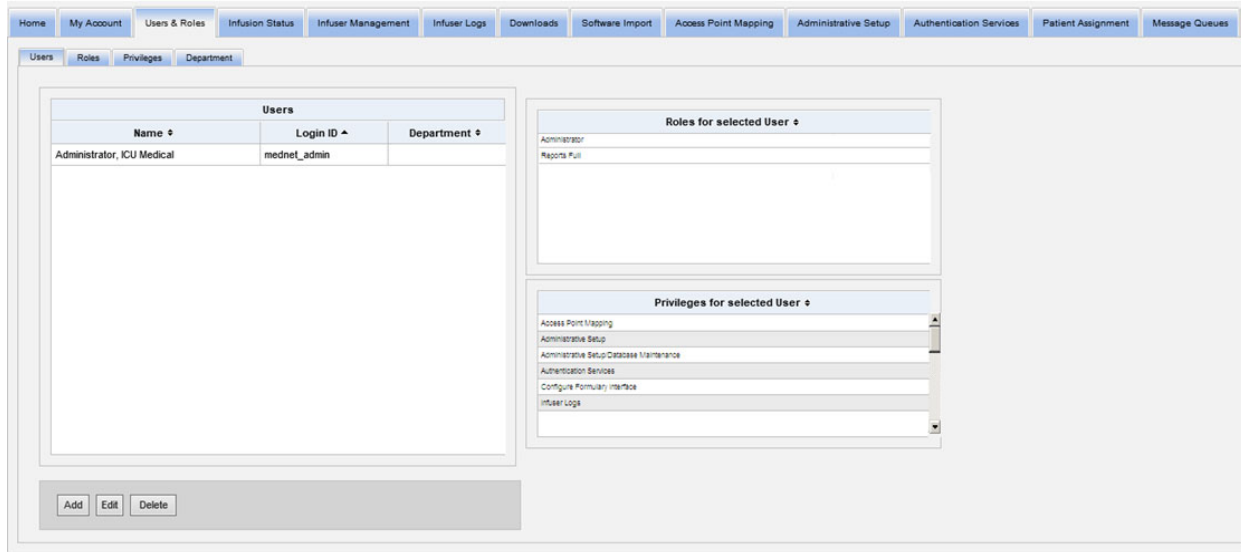 Home My Account Users & Roles Infusion Status Infuser Management Infuser Logs Downloads Software Import Access Point Mapping Administrative Setup Authentication Services Patient Assignment Message Queues
Users Roles Privileges Department
Users
Name Login ID Department
Administrator, ICU Medical mednet_admin
Roles for selected User
Administrator
Reports Full
Privileges for selected User
Access Point Mapping
Administrative Setup
Administrative Setup/Database Maintenance
Authentication Services
Configure Formulary Interface
Infuser Logs
Add Edit Delete